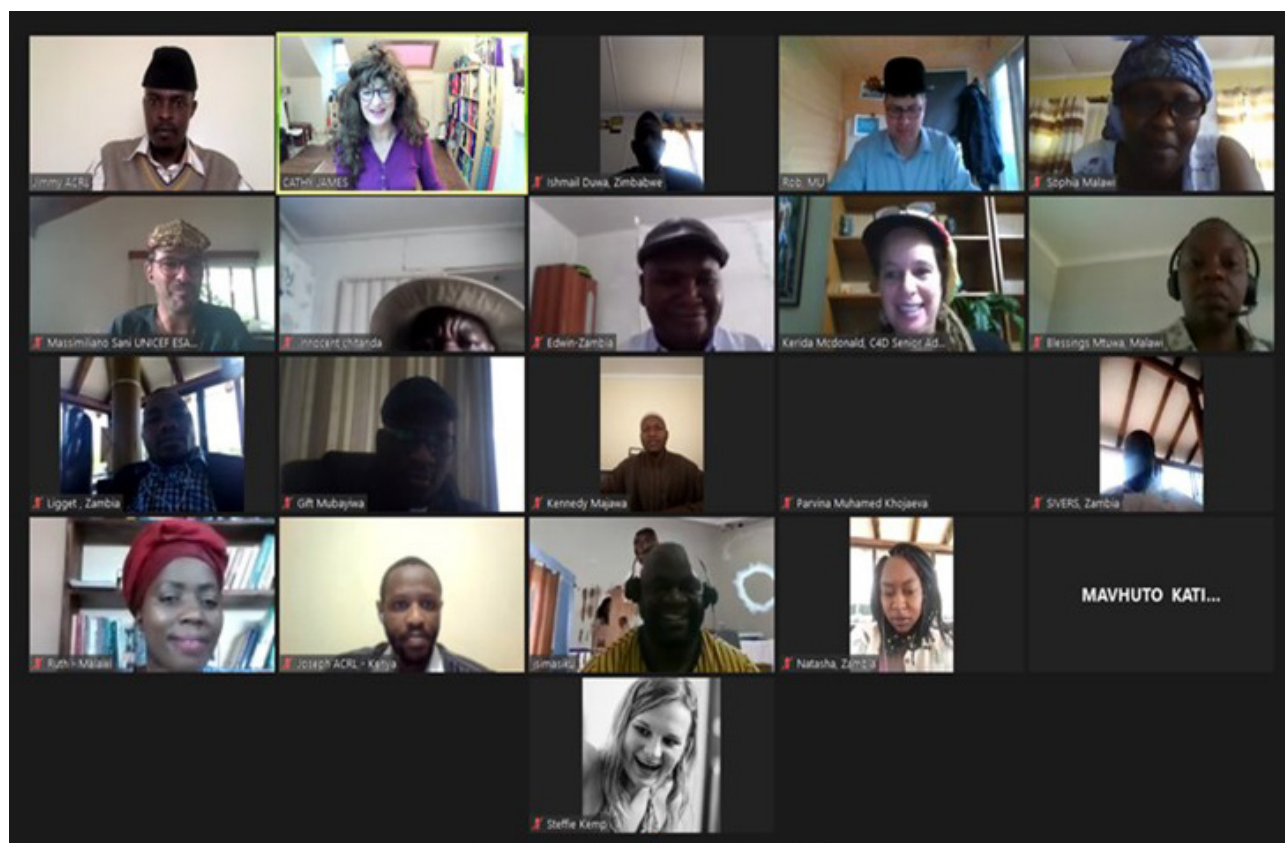 Jimmy ACRL
CATHY JAMES
Ishmail Duwa, Zimbabwe
Rob, MU
Sophia Malawi
Massimiliano Sani UNICEF ESA...
innocent chitanda
Edwin-Zambia
Kerida Mcdonald, C4D Senior Ad...
Blessings Mtuwa, Malawi
Ligget , Zambia
Gift Mubayiwa
Kennedy Majawa
Parvina Muhamed Khojaeva
SIVERS, Zambia
Ruth - Malawi
Joseph ACRL - Kenya
isimasiku
Natasha, Zambia
MAVHUTO KATI...
Steffie Kemp